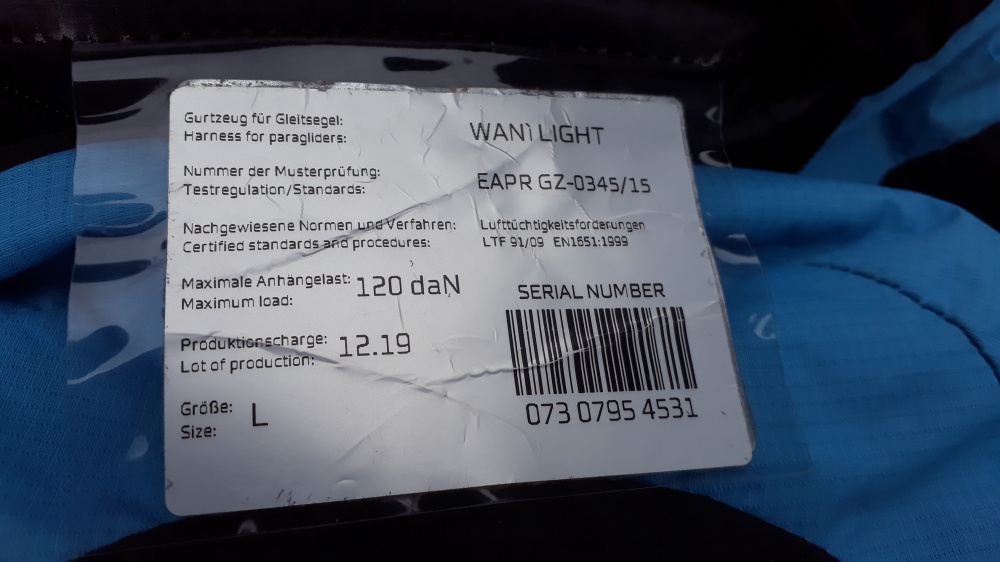 Gurtzeug für Gleitsegel:
Harness for paragliders:
WANI LIGHT
Nummer der Musterprüfung:
Testregulation/Standards:
EAPR GZ-0345/15
Nachgewiesene Normen und Verfahren:
Certified standards and procedures:
Lufttüchtigkeitsforderungen
LTF 91/09 EN1651:1999
Maximale Anhängelast:
Maximum load:
120 daN
SERIAL NUMBER
Produktionscharge:
Lot of production:
12.19
073 0795 4531
Größe:
Size:
L